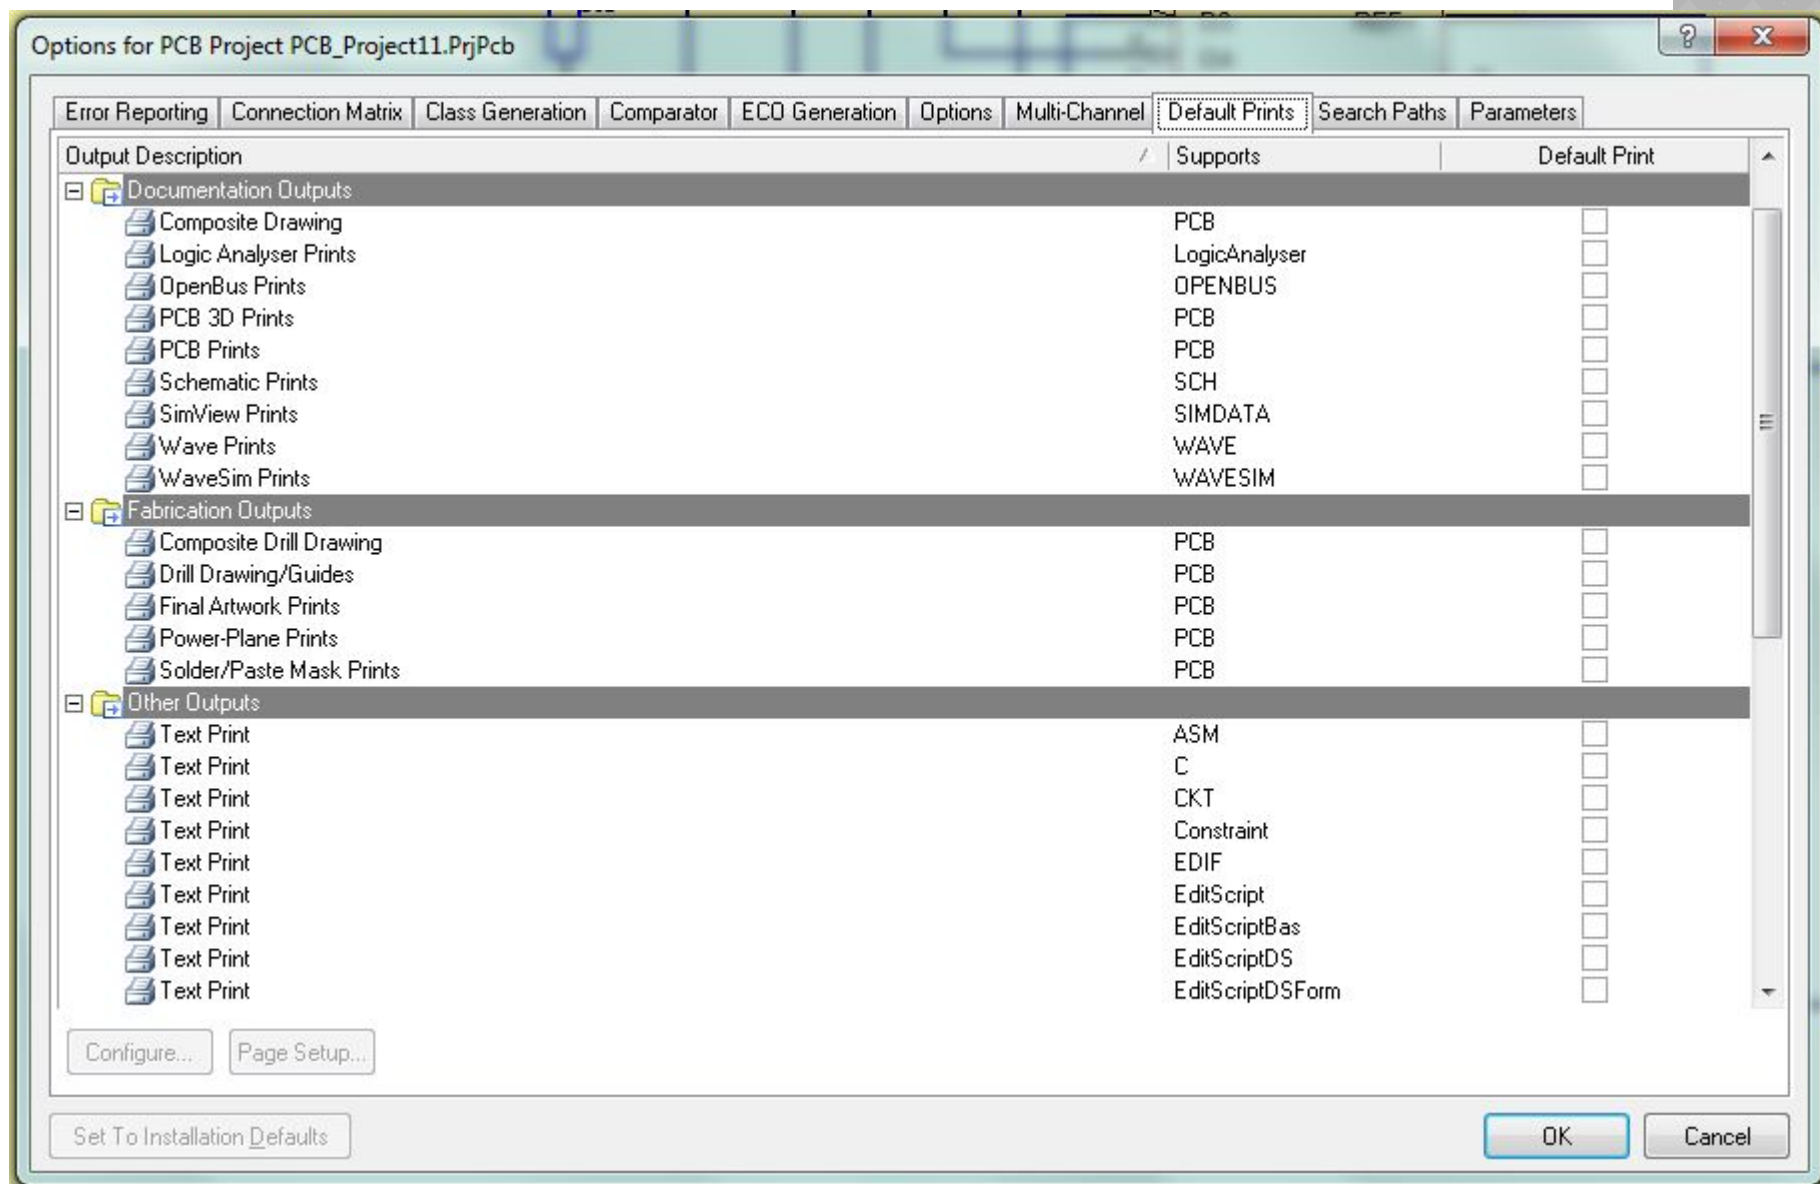 Options for PCB Project PCB_Project11.PrjPcb
Error Reporting Connection Matrix Class Generation Comparator ECO Generation Options Multi-Channel Default Prints Search Paths Parameters
Output Description Supports Default Print
Documentation Outputs
Composite Drawing PCB
Logic Analyser Prints LogicAnalyser
OpenBus Prints OPENBUS
PCB 3D Prints PCB
PCB Prints PCB
Schematic Prints SCH
SimView Prints SIMDATA
Wave Prints WAVE
WaveSim Prints WAVESIM
Fabrication Outputs
Composite Drill Drawing PCB
Drill Drawing/Guides PCB
Final Artwork Prints PCB
Power-Plane Prints PCB
Solder/Paste Mask Prints PCB
Other Outputs
Text Print ASM
Text Print C
Text Print CKT
Text Print Constraint
Text Print EDIF
Text Print EditScript
Text Print EditScriptBas
Text Print EditScriptDS
Text Print EditScriptDSForm
Configure... Page Setup...
Set To Installation Defaults OK Cancel